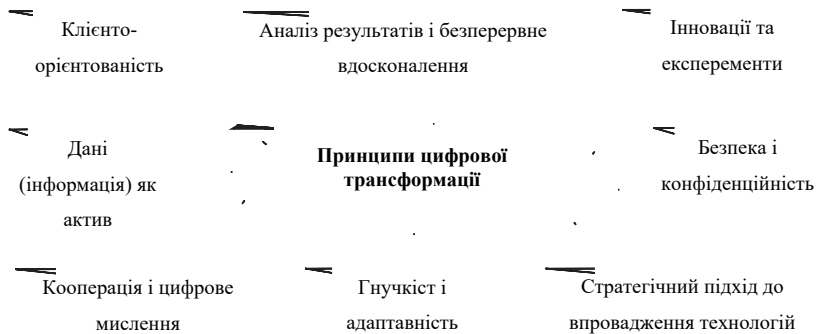 Клієнто-
орієнтованість
Аналіз результатів і безперервне
вдосконалення
Інновації та
експеременти
Дані
(інформація) як
актив
Принципи цифрової
трансформації
Безпека і
конфіденційність
Кооперація і цифрове
мислення
Гнучкіст і
адаптавність
Стратегічний підхід до
впровадження технологій